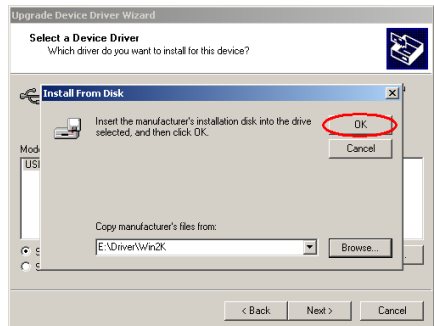 Upgrade Device Driver Wizard
Select a Device Driver
Which driver do you want to install for this device?
Install From Disk
Insert the manufacturer's installation disk into the drive
selected, and then click OK.
OK
Cancel
Mod
USI
Copy manufacturer's files from:
E:\Driver\Win2K
Browse...
S
S
< Back
Next >
Cancel